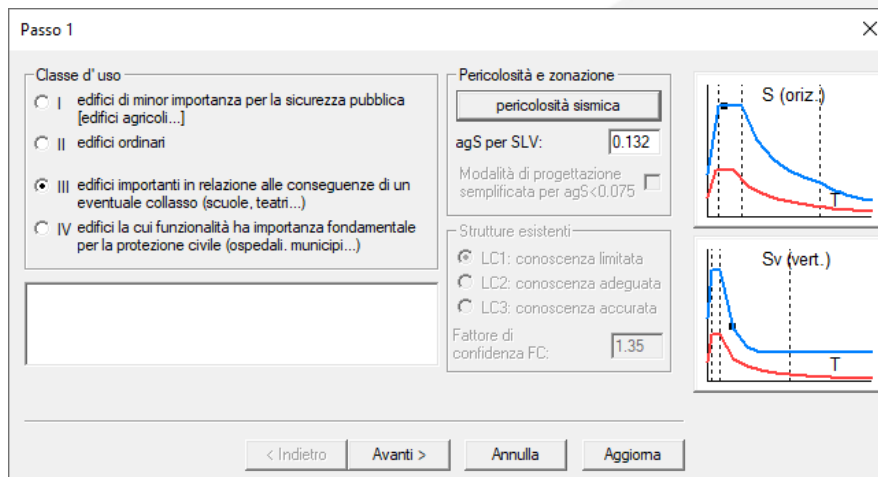 Passo 1
Classe d' uso
I edifici di minor importanza per la sicurezza pubblica
[edifici agricoli...]
II edifici ordinari
III edifici importanti in relazione alle conseguenze di un
eventuale collasso (scuole, teatri...)
IV edifici la cui funzionalità ha importanza fondamentale
per la protezione civile (ospedali. municipi...)
Pericolosità e zonazione
pericolosità sismica
agS per SLV: 0.132
Modalità di progettazione
semplificata per agS<0.075
Strutture esistenti
LC1: conoscenza limitata
LC2: conoscenza adeguata
LC3: conoscenza accurata
Fattore di
confidenza FC: 1.35
S (oriz.)
T
Sv (vert.)
T
< Indietro
Avanti >
Annulla
Aggiorna